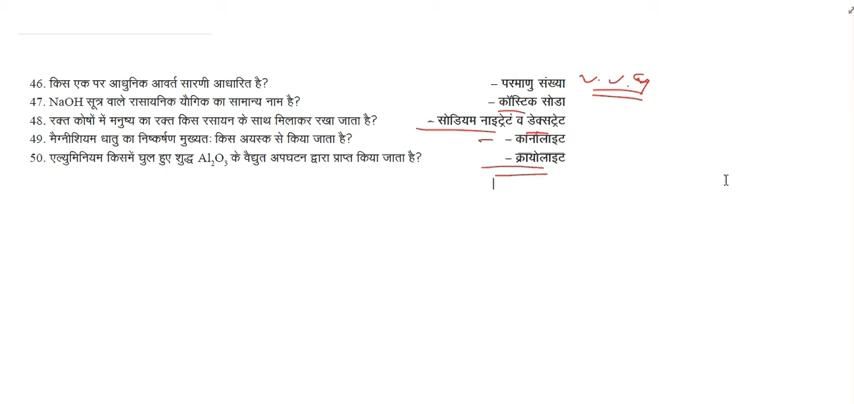 46. किस एक पर आधुनिक आवर्त सारणी आधारित है? – परमाणु संख्या
47. NaOH सूत्र वाले रासायनिक यौगिक का सामान्य नाम है? – कॉस्टिक सोडा
48. रक्त कोषों में मनुष्य का रक्त किस रसायन के साथ मिलाकर रखा जाता है? – सोडियम नाइट्रेट व डेक्सट्रेट
49. मैग्नीशियम धातु का निष्कर्षण मुख्यतः किस अयस्क से किया जाता है? – कार्नालाइट
50. एल्युमिनियम किसमें घुल हुए शुद्ध Al₂O₃ के वैद्युत अपघटन द्वारा प्राप्त किया जाता है? – क्रायोलाइट